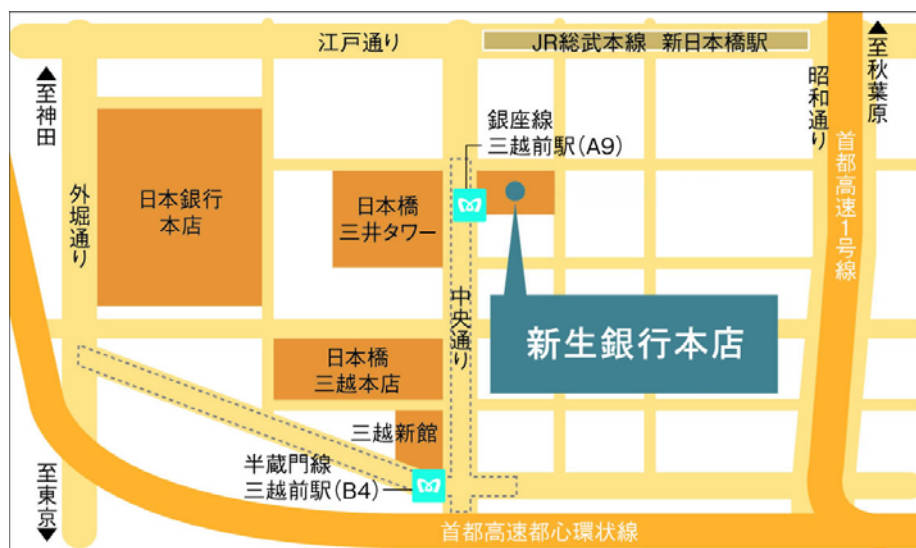 江戸通り
JR総武本線 新日本橋駅
▲至神田
▲至秋葉原
昭和通り
首都高速1号線
銀座線
三越前駅(A9)
外堀通り
日本銀行
本店
日本橋
三井タワー
中央通り
新生銀行本店
日本橋
三越本店
三越新館
半蔵門線
三越前駅(B4)
至東京▼
首都高速都心環状線